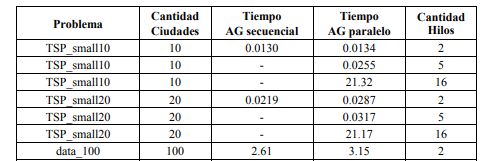 Problema Cantidad Ciudades Tiempo AG secuencial Tiempo AG paralelo Cantidad Hilos
TSP_small10 10 0.0130 0.0134 2
TSP_small10 10 - 0.0255 5
TSP_small10 10 - 21.32 16
TSP_small20 20 0.0219 0.0287 2
TSP_small20 20 - 0.0317 5
TSP_small20 20 - 21.17 16
data_100 100 2.61 3.15 2